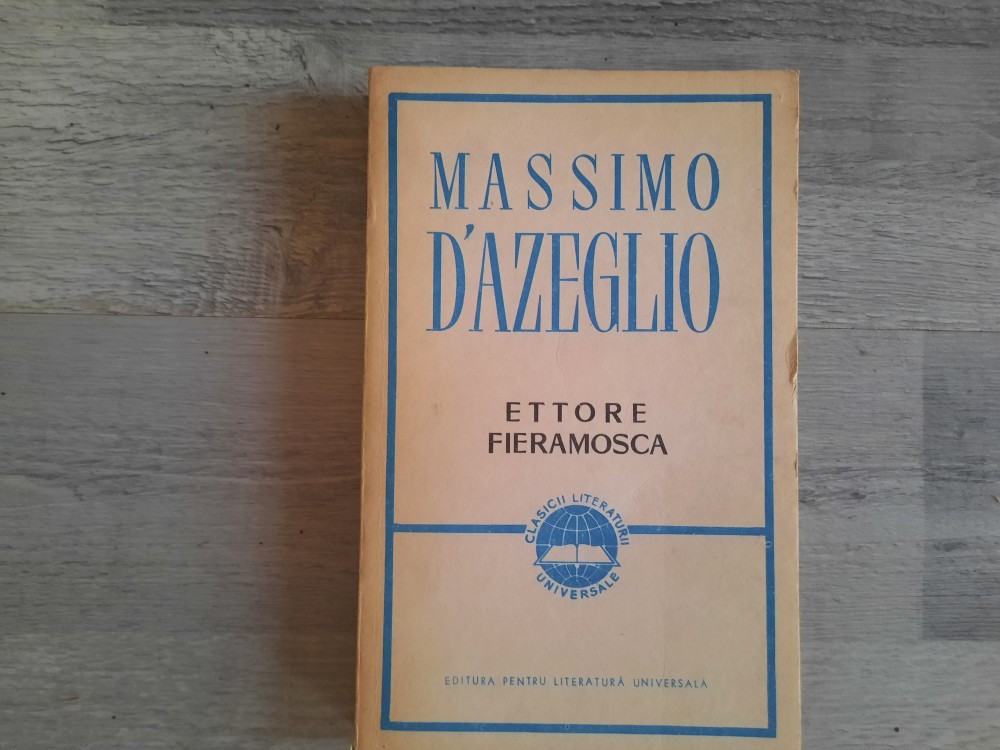 MASSIMO
D'AZEGLIO
ETTORE
FIERAMOSCA
CLASICII LITERATURII
UNIVERSALE
EDITURA PENTRU LITERATURĂ UNIVERSALĂ